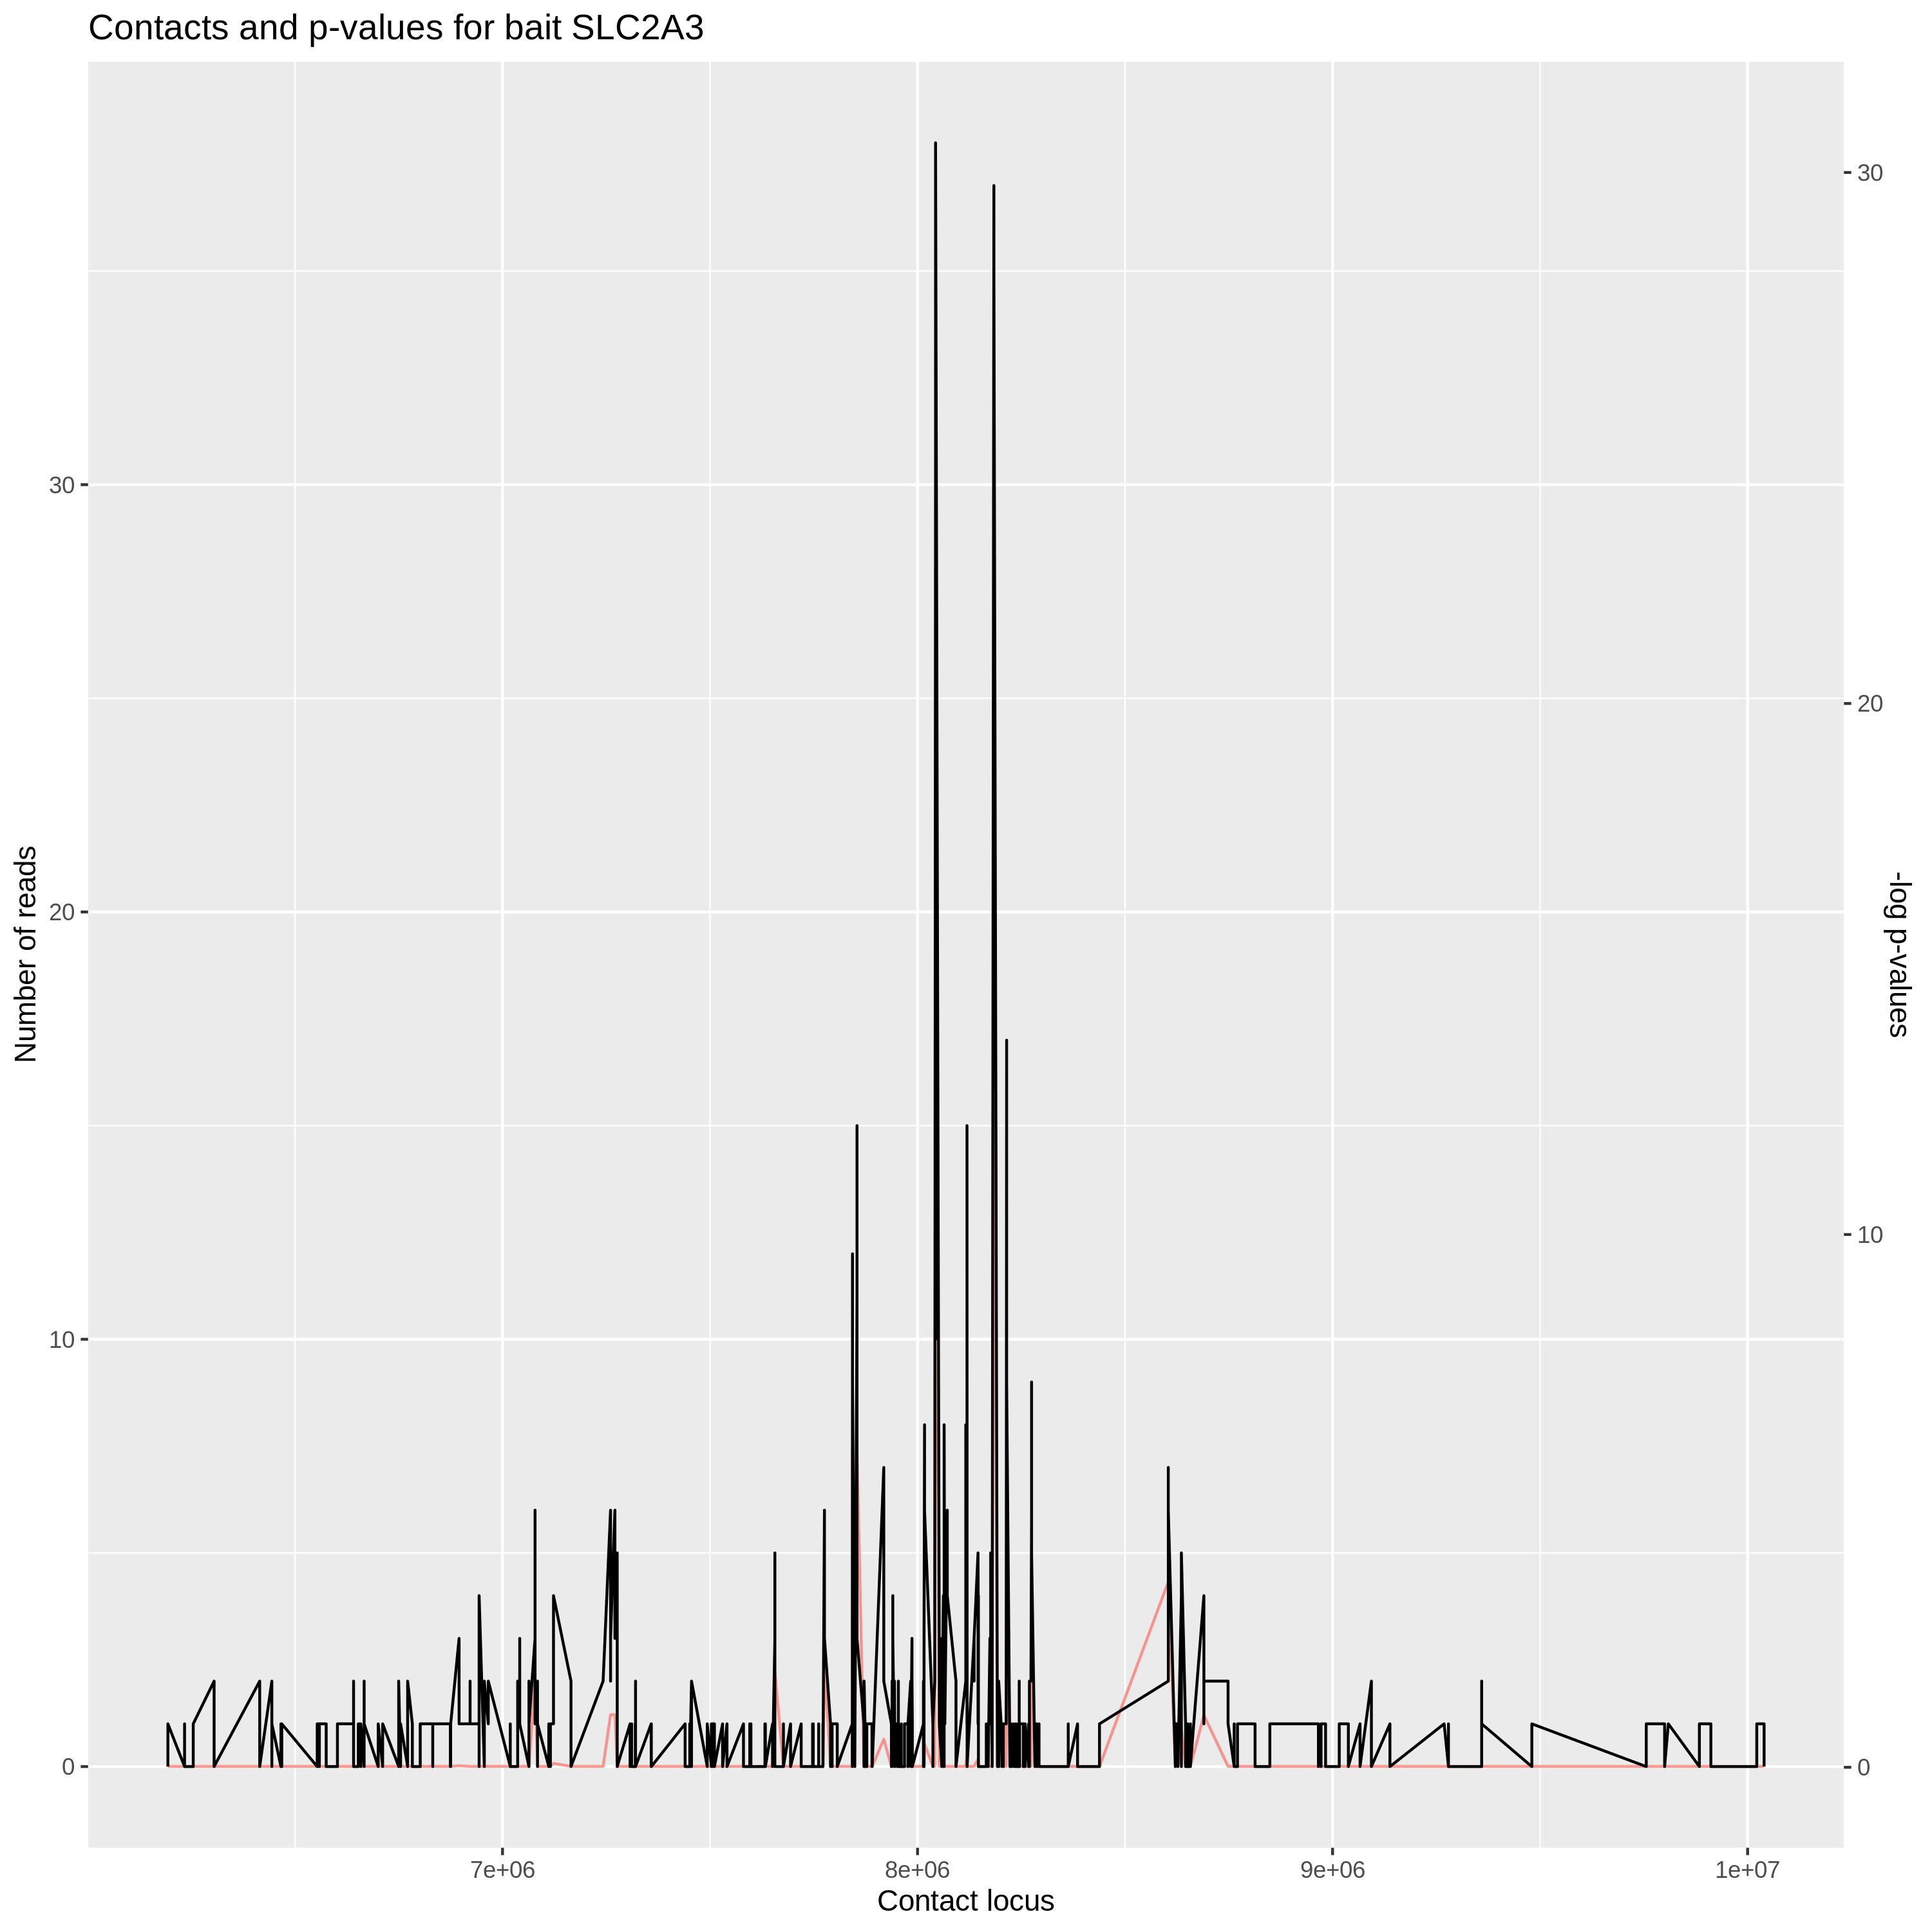 Contacts and p-values for bait SLC2A3
30
20
10
0
Number of reads
30
20
10
0
-log p-values
7e+06
8e+06
9e+06
1e+07
Contact locus